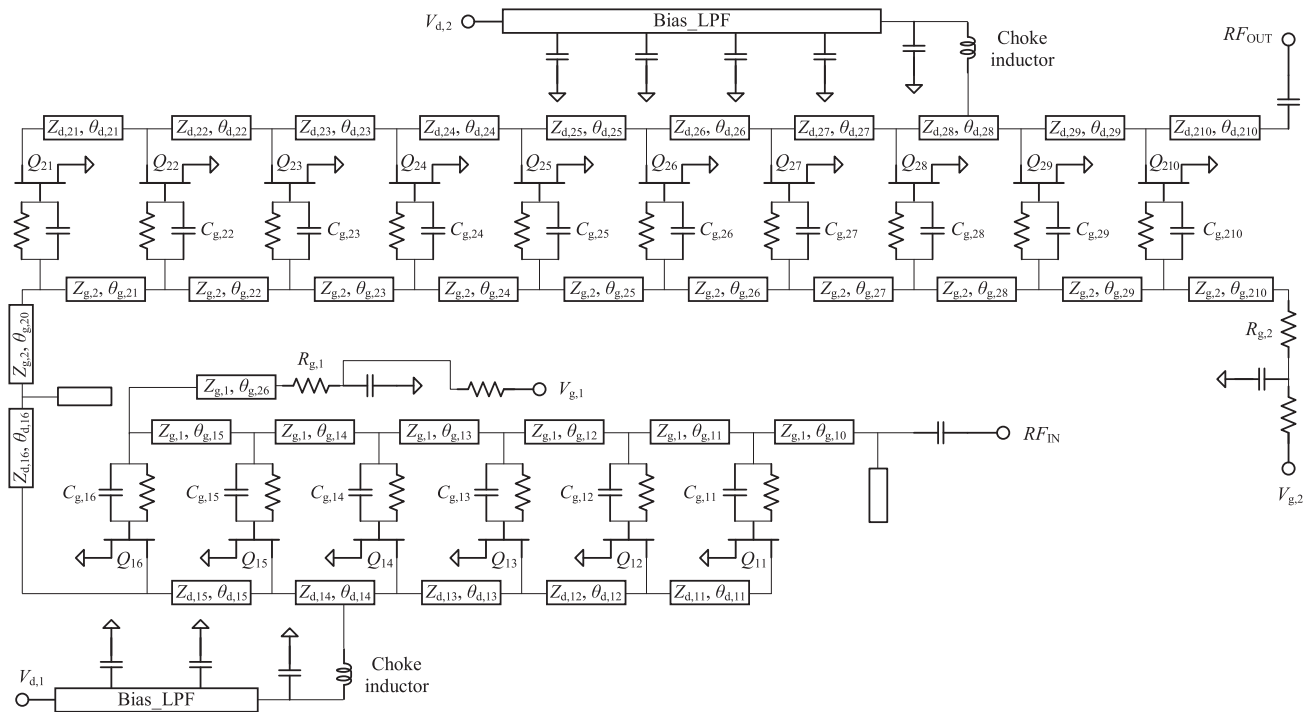 V_d,2
Bias_LPF
Choke
inductor
RF_OUT
Z_d,21, θ_d,21
Z_d,22, θ_d,22
Z_d,23, θ_d,23
Z_d,24, θ_d,24
Z_d,25, θ_d,25
Z_d,26, θ_d,26
Z_d,27, θ_d,27
Z_d,28, θ_d,28
Z_d,29, θ_d,29
Z_d,210, θ_d,210
Q_21
Q_22
Q_23
Q_24
Q_25
Q_26
Q_27
Q_28
Q_29
Q_210
C_g,22
C_g,23
C_g,24
C_g,25
C_g,26
C_g,27
C_g,28
C_g,29
C_g,210
Z_g,2, θ_g,21
Z_g,2, θ_g,22
Z_g,2, θ_g,23
Z_g,2, θ_g,24
Z_g,2, θ_g,25
Z_g,2, θ_g,26
Z_g,2, θ_g,27
Z_g,2, θ_g,28
Z_g,2, θ_g,29
Z_g,2, θ_g,210
Z_g,2, θ_g,20
R_g,2
R_g,1
Z_g,1, θ_g,26
V_g,1
Z_d,16, θ_d,16
Z_g,1, θ_g,15
Z_g,1, θ_g,14
Z_g,1, θ_g,13
Z_g,1, θ_g,12
Z_g,1, θ_g,11
Z_g,1, θ_g,10
RF_IN
C_g,16
C_g,15
C_g,14
C_g,13
C_g,12
C_g,11
V_g,2
Q_16
Q_15
Q_14
Q_13
Q_12
Q_11
Z_d,15, θ_d,15
Z_d,14, θ_d,14
Z_d,13, θ_d,13
Z_d,12, θ_d,12
Z_d,11, θ_d,11
Choke
inductor
V_d,1
Bias_LPF